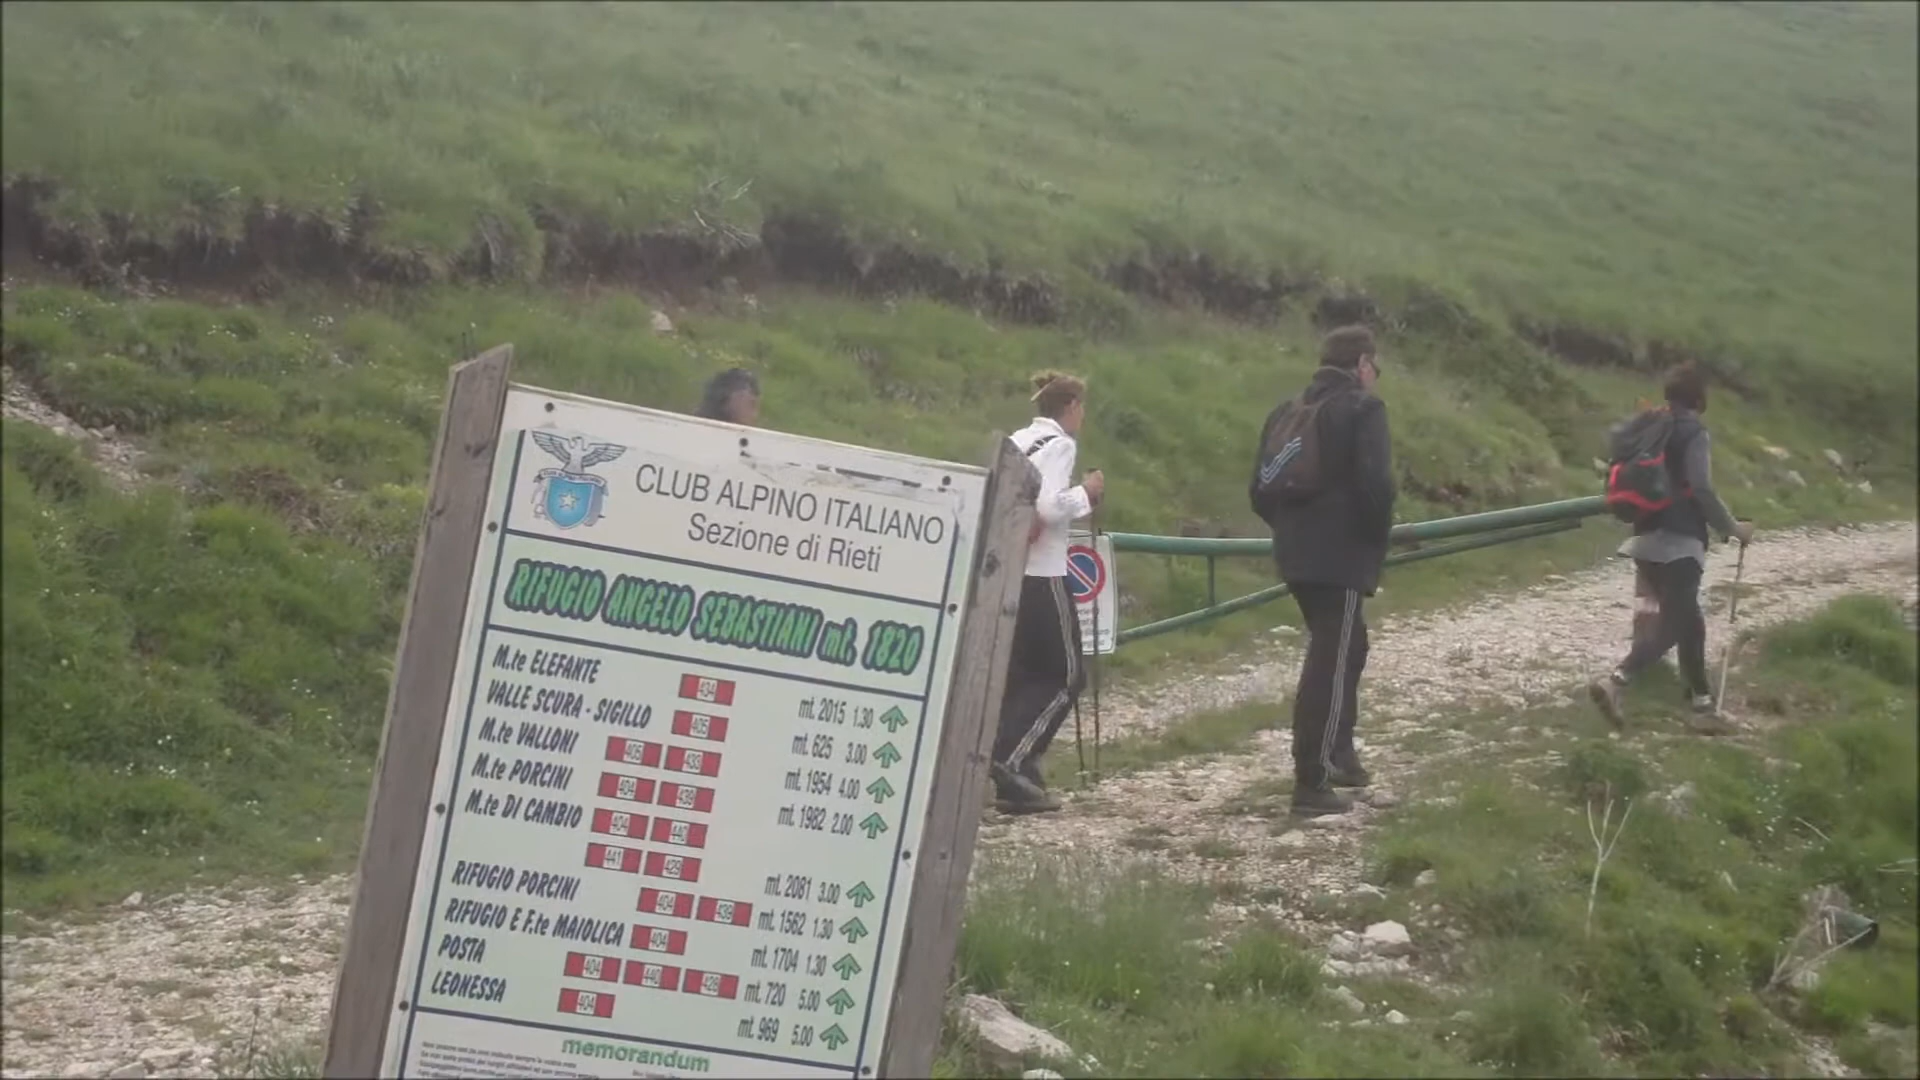 CLUB ALPINO ITALIANO
Sezione di Rieti
RIFUGIO ANGELO SEBASTIANI mt. 1820
M.te ELEFANTE 434 mt. 2015 1.30
VALLE SCURA - SIGILLO 405 mt. 625 3.00
M.te VALLONI 405 433 mt. 1954 4.00
M.te PORCINI 404 439 mt. 1982 2.00
M.te DI CAMBIO 404 440
441 429 mt. 2081 3.00
RIFUGIO PORCINI 404 439 mt. 1562 1.30
RIFUGIO E F.te MAIOLICA 404 mt. 1704 1.30
POSTA 404 440 428 mt. 720 5.00
LEONESSA 404 mt. 969 5.00
memorandum